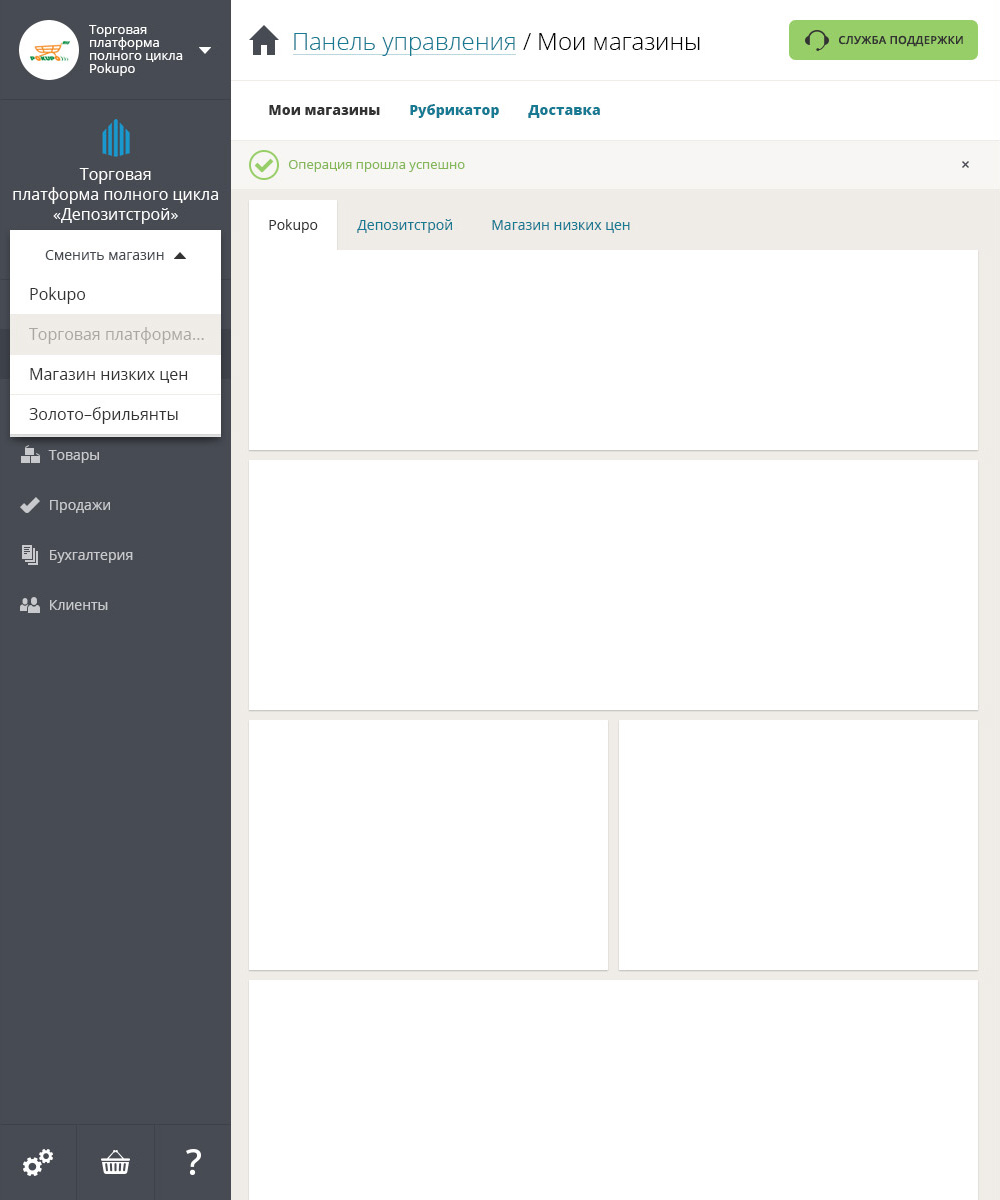 Торговая
платформа
полного цикла
Pokupo
POKUPO
Торговая
платформа полного цикла
«Депозитстрой»
Сменить магазин
Pokupo
Торговая платформа...
Магазин низких цен
Золото–брильянты
Товары
Продажи
Бухгалтерия
Клиенты
?
Панель управления / Мои магазины
СЛУЖБА ПОДДЕРЖКИ
Мои магазины Рубрикатор Доставка
Операция прошла успешно ×
Pokupo Депозитстрой Магазин низких цен